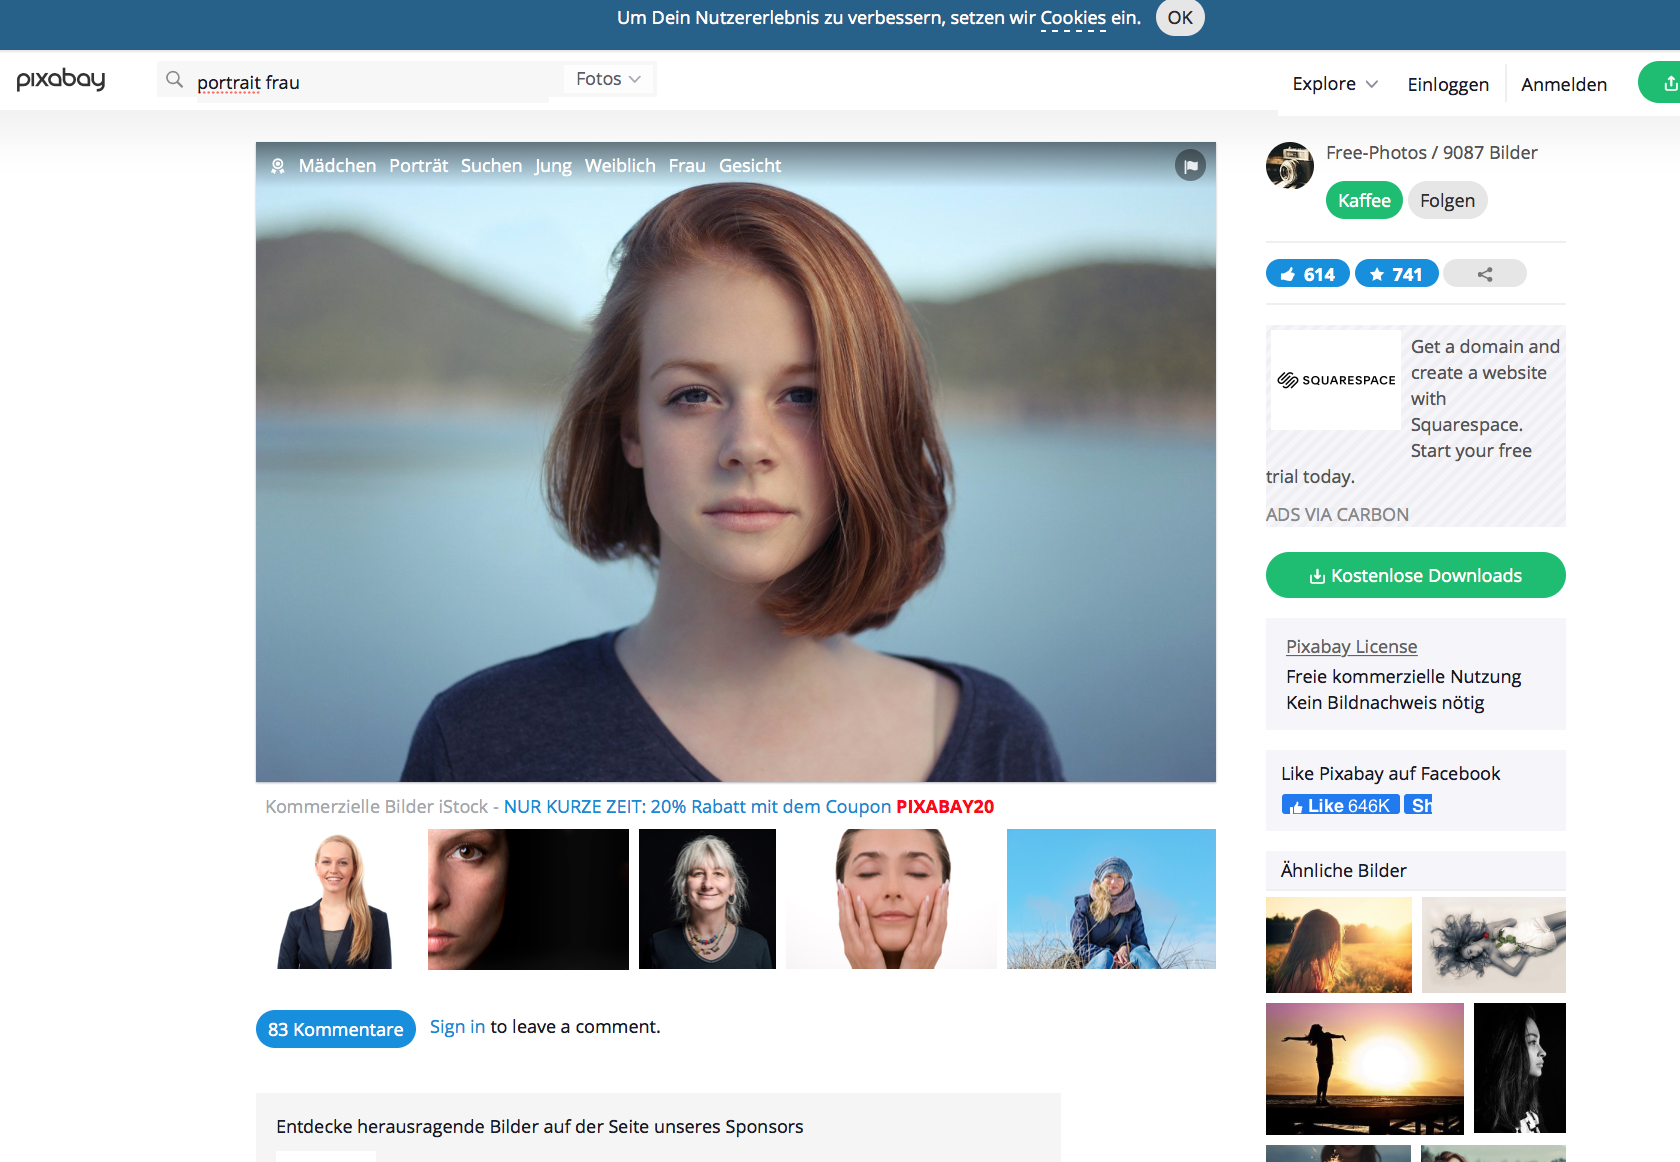 Um Dein Nutzererlebnis zu verbessern, setzen wir Cookies ein. OK
pixabay
portrait frau
Fotos
Explore
Einloggen
Anmelden
Mädchen Porträt Suchen Jung Weiblich Frau Gesicht
Free-Photos / 9087 Bilder
Kaffee
Folgen
614
741
SQUARESPACE
Get a domain and
create a website
with
Squarespace.
Start your free
trial today.
ADS VIA CARBON
Kostenlose Downloads
Pixabay License
Freie kommerzielle Nutzung
Kein Bildnachweis nötig
Like Pixabay auf Facebook
Like 646K
Sh
Ähnliche Bilder
Kommerzielle Bilder iStock - NUR KURZE ZEIT: 20% Rabatt mit dem Coupon PIXABAY20
83 Kommentare
Sign in to leave a comment.
Entdecke herausragende Bilder auf der Seite unseres Sponsors